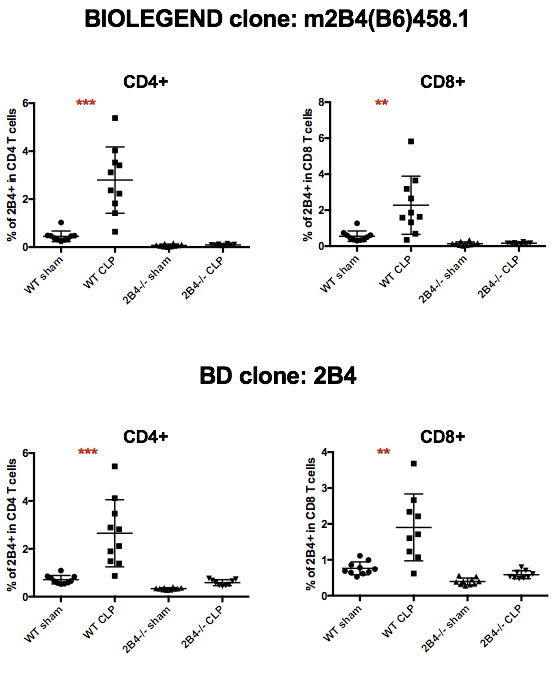 BIOLEGEND clone: m2B4(B6)458.1
CD4+
***
% of 2B4+ in CD4 T cells
6
4
2
0
WT sham
WT CLP
2B4-/- sham
2B4-/- CLP
CD8+
**
% of 2B4+ in CD8 T cells
8
6
4
2
0
WT sham
WT CLP
2B4-/- sham
2B4-/- CLP
BD clone: 2B4
CD4+
***
% of 2B4+ in CD4 T cells
6
4
2
0
WT sham
WT CLP
2B4-/- sham
2B4-/- CLP
CD8+
**
% of 2B4+ in CD8 T cells
4
3
2
1
0
WT sham
WT CLP
2B4-/- sham
2B4-/- CLP